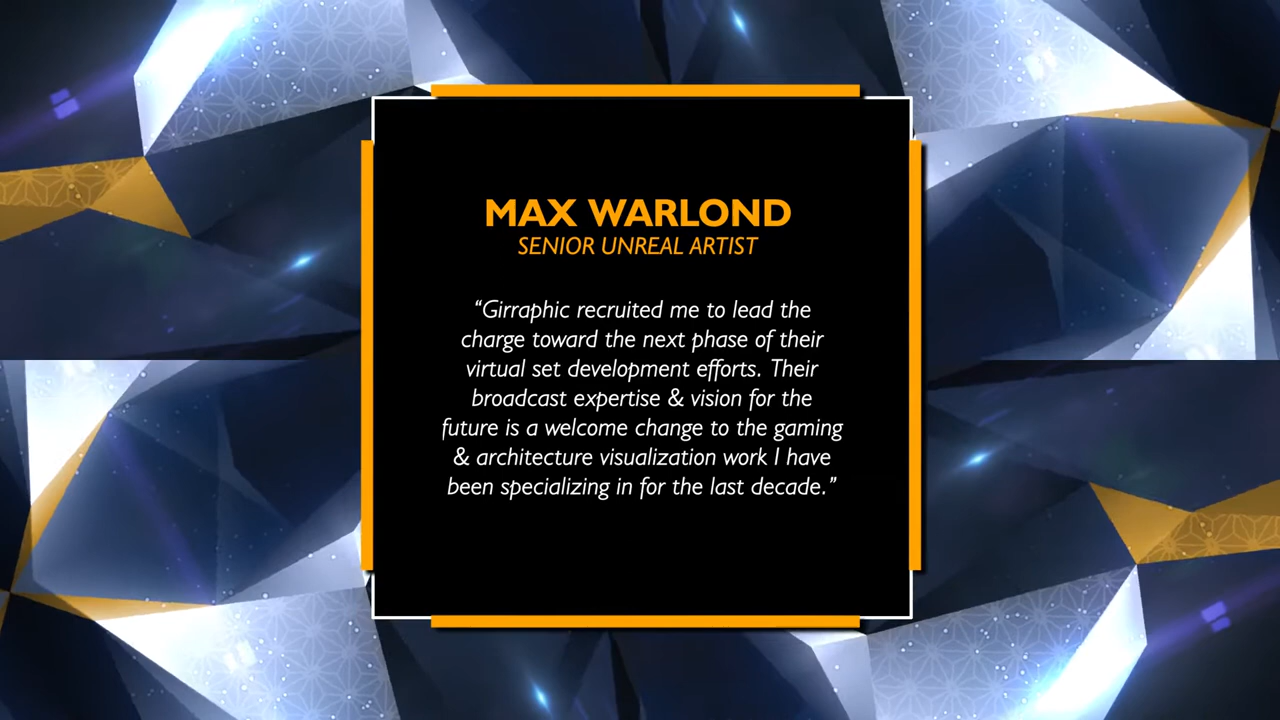 MAX WARLOND
SENIOR UNREAL ARTIST
“Girraphic recruited me to lead the
charge toward the next phase of their
virtual set development efforts. Their
broadcast expertise & vision for the
future is a welcome change to the gaming
& architecture visualization work I have
been specializing in for the last decade.”